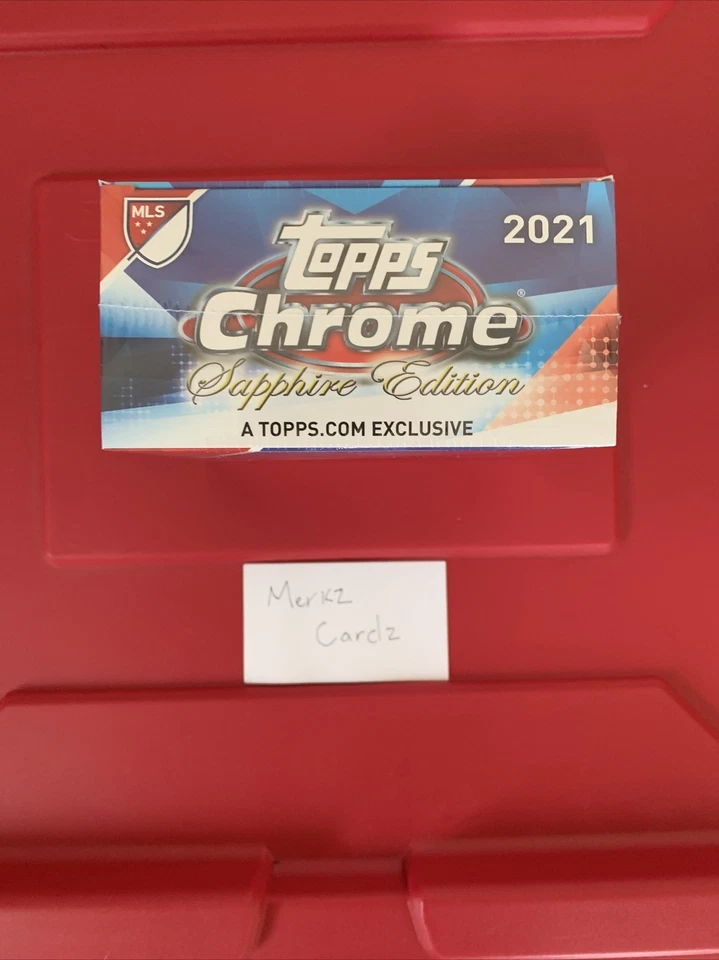 MLS
2021
topps
Chrome®
Sapphire Edition
A TOPPS.COM EXCLUSIVE
Merkz
Cardz